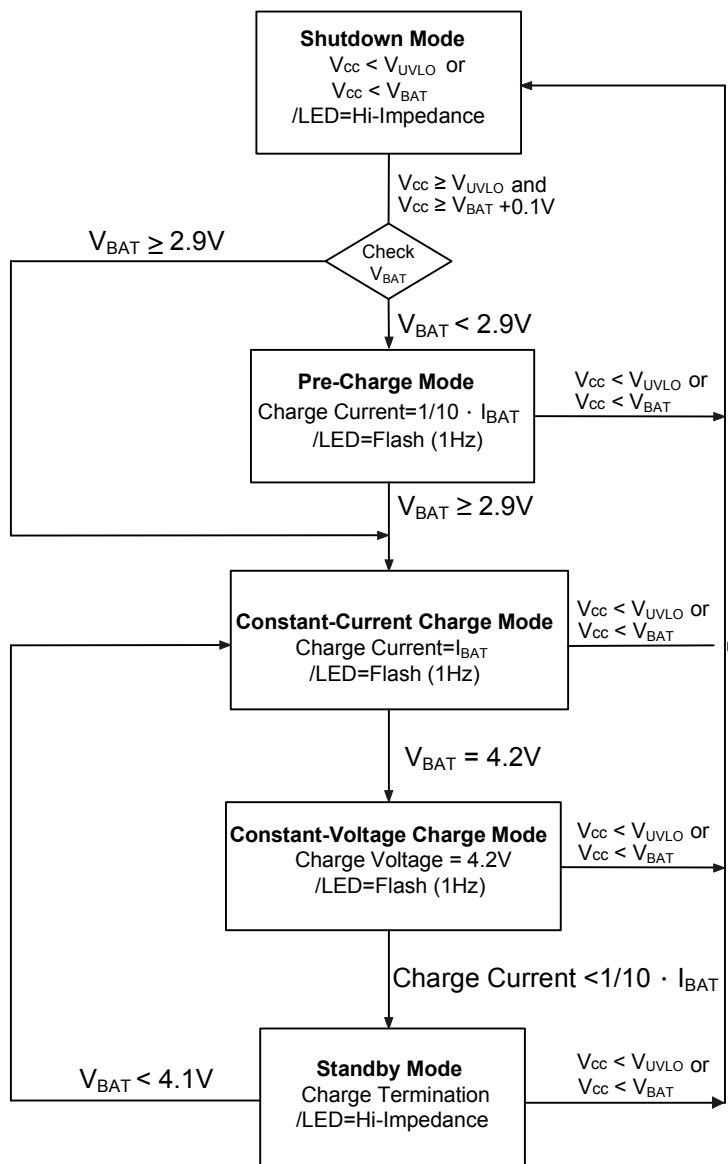 Shutdown Mode
Vcc < VUVLO or
Vcc < VBAT
/LED=Hi-Impedance
Vcc ≥ VUVLO and
Vcc ≥ VBAT +0.1V
VBAT ≥ 2.9V
Check
VBAT
VBAT < 2.9V
Pre-Charge Mode
Charge Current=1/10 · IBAT
/LED=Flash (1Hz)
Vcc < VUVLO or
Vcc < VBAT
VBAT ≥ 2.9V
Constant-Current Charge Mode
Charge Current=IBAT
/LED=Flash (1Hz)
Vcc < VUVLO or
Vcc < VBAT
VBAT = 4.2V
Constant-Voltage Charge Mode
Charge Voltage = 4.2V
/LED=Flash (1Hz)
Vcc < VUVLO or
Vcc < VBAT
Charge Current <1/10 · IBAT
VBAT < 4.1V
Standby Mode
Charge Termination
/LED=Hi-Impedance
Vcc < VUVLO or
Vcc < VBAT